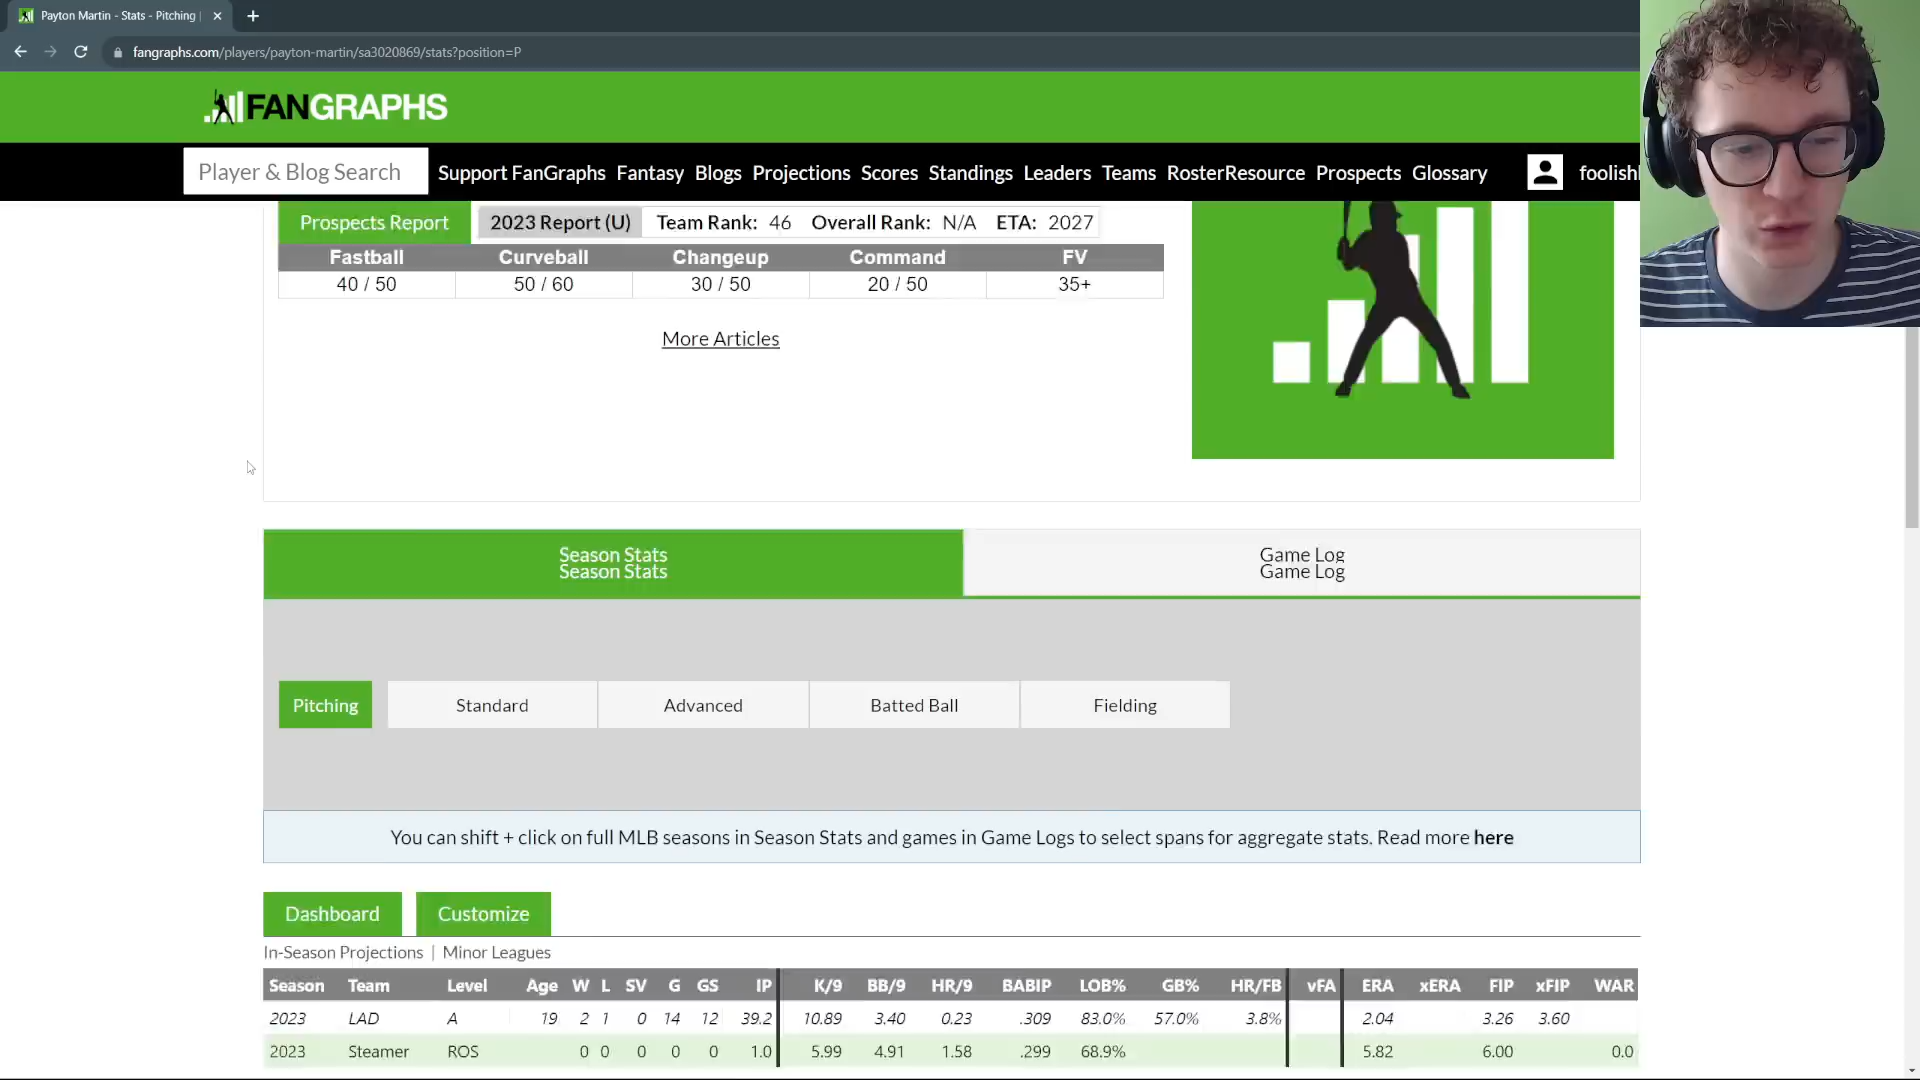 Payton Martin - Stats - Pitching |
fangraphs.com/players/payton-martin/sa3020869/stats?position=P
FANGRAPHS
Player & Blog Search Support FanGraphs Fantasy Blogs Projections Scores Standings Leaders Teams RosterResource Prospects Glossary foolishl
Prospects Report 2023 Report (U) Team Rank: 46 Overall Rank: N/A ETA: 2027
Fastball Curveball Changeup Command FV
40 / 50 50 / 60 30 / 50 20 / 50 35+
More Articles
Season Stats Game Log
Season Stats Game Log
Pitching Standard Advanced Batted Ball Fielding
You can shift + click on full MLB seasons in Season Stats and games in Game Logs to select spans for aggregate stats. Read more here
Dashboard Customize
In-Season Projections | Minor Leagues
Season Team Level Age W L SV G GS IP K/9 BB/9 HR/9 BABIP LOB% GB% HR/FB vFA ERA xERA FIP xFIP WAR
2023 LAD A 19 2 1 0 14 12 39.2 10.89 3.40 0.23 .309 83.0% 57.0% 3.8% 2.04 3.26 3.60
2023 Steamer ROS 0 0 0 0 0 1.0 5.99 4.91 1.58 .299 68.9% 5.82 6.00 0.0